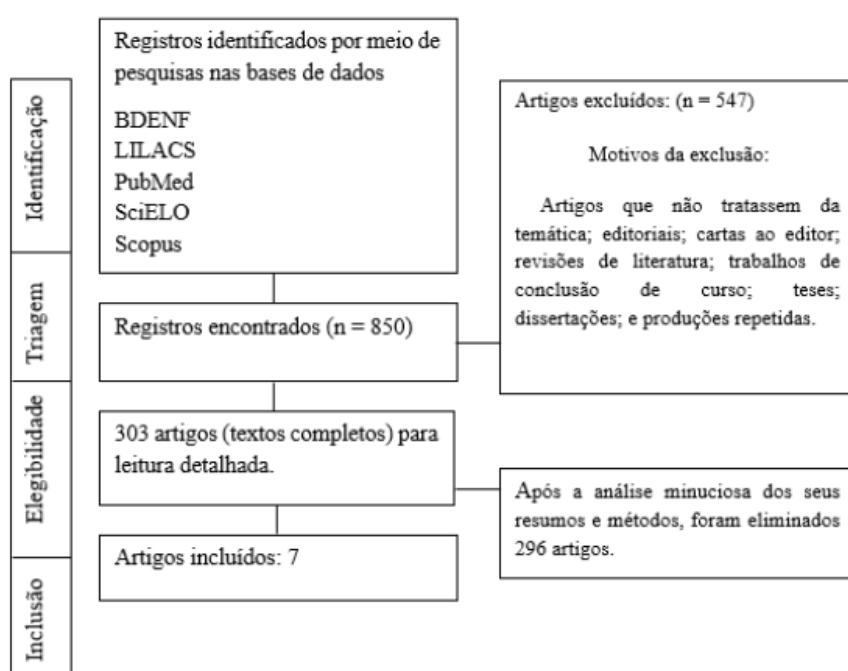 Identificação
Registros identificados por meio de
pesquisas nas bases de dados
BDENF
LILACS
PubMed
SciELO
Scopus
Artigos excluídos: (n = 547)
Motivos da exclusão:
Artigos que não tratassem da
temática; editoriais; cartas ao editor;
revisões de literatura; trabalhos de
conclusão de curso; teses;
dissertações; e produções repetidas.
Triagem
Registros encontrados (n = 850)
Elegibilidade
303 artigos (textos completos) para
leitura detalhada.
Após a análise minuciosa dos seus
resumos e métodos, foram eliminados
296 artigos.
Inclusão
Artigos incluídos: 7